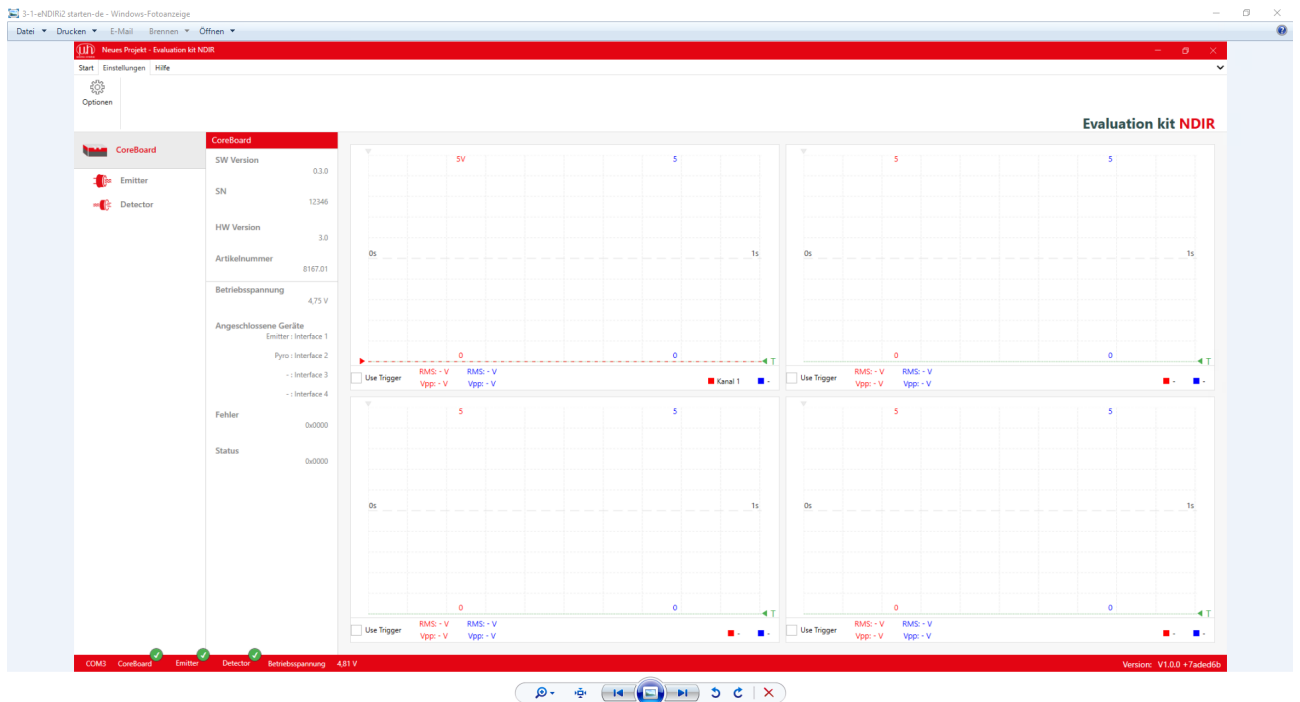 3-1-eNDIRi2 starten-de - Windows-Fotoanzeige
Datei Drucken E-Mail Brennen Öffnen
Neues Projekt - Evaluation kit NDIR
Start Einstellungen Hilfe
Optionen
Evaluation kit NDIR
CoreBoard
Emitter
Detector
CoreBoard
SW Version
0.3.0
SN
12346
HW Version
3.0
Artikelnummer
8167.01
Betriebsspannung
4,75 V
Angeschlossene Geräte
Emitter : Interface 1
Pyro : Interface 2
- : Interface 3
- : Interface 4
Fehler
0x0000
Status
0x0000
5V 5
0s 1s
0 0
T
Use Trigger RMS: - V RMS: - V
Vpp: - V Vpp: - V
Kanal 1 -
5 5
0s 1s
0 0
T
Use Trigger RMS: - V RMS: - V
Vpp: - V Vpp: - V
- -
5 5
0s 1s
0 0
T
Use Trigger RMS: - V RMS: - V
Vpp: - V Vpp: - V
- -
5 5
0s 1s
0 0
T
Use Trigger RMS: - V RMS: - V
Vpp: - V Vpp: - V
- -
COM3 CoreBoard Emitter Detector Betriebsspannung 4,81 V Version: V1.0.0 +7aded6b